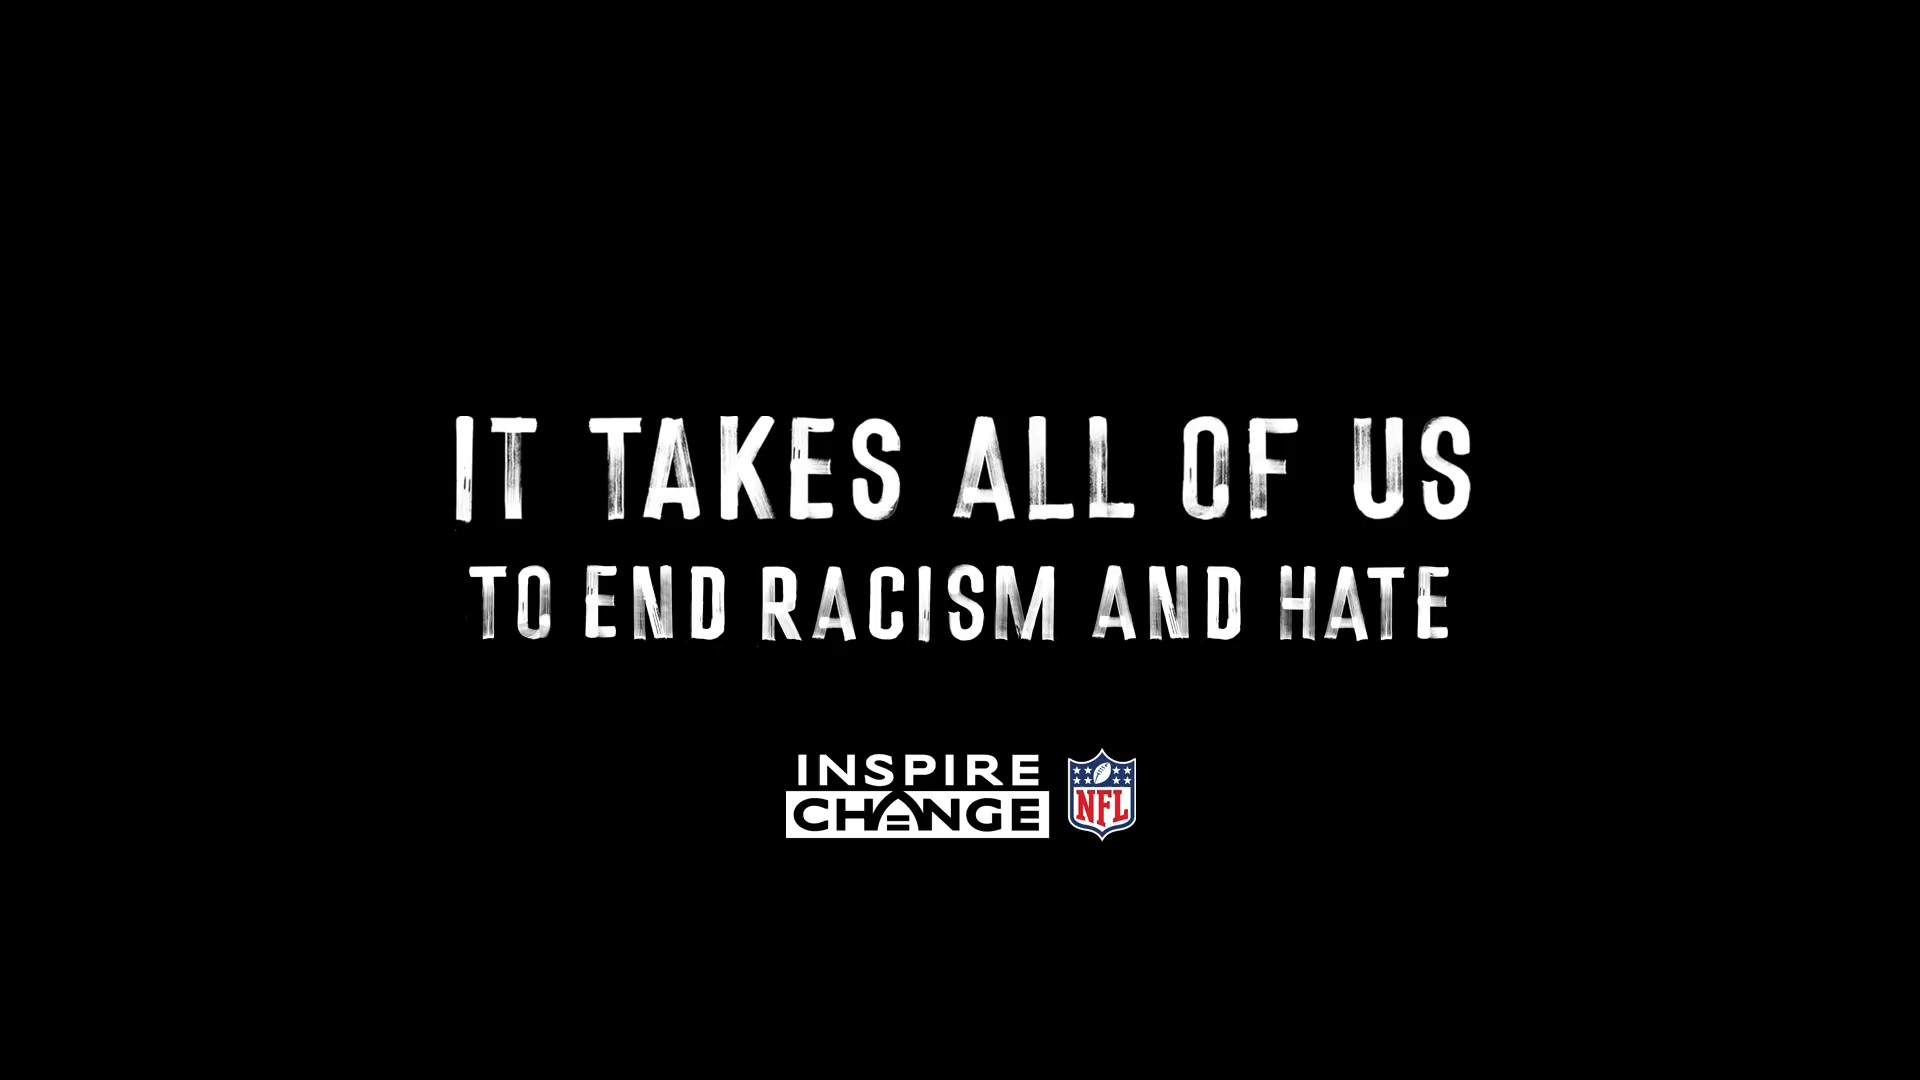 IT TAKES ALL OF US
TO END RACISM AND HATE
INSPIRE
CHANGE
NFL